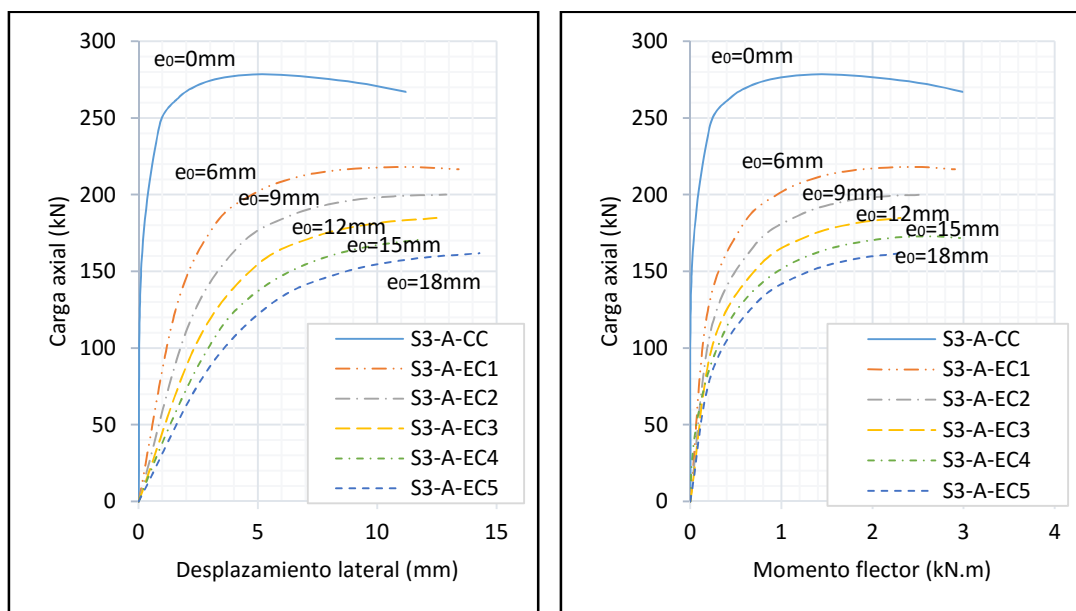 300
250
200
150
100
50
0
Carga axial (kN)
e0=0mm
e0=6mm
e0=9mm
e0=12mm
e0=15mm
e0=18mm
S3-A-CC
S3-A-EC1
S3-A-EC2
S3-A-EC3
S3-A-EC4
S3-A-EC5
0 5 10 15
Desplazamiento lateral (mm)
300
250
200
150
100
50
0
Carga axial (kN)
e0=0mm
e0=6mm
e0=9mm
e0=12mm
e0=15mm
e0=18mm
S3-A-CC
S3-A-EC1
S3-A-EC2
S3-A-EC3
S3-A-EC4
S3-A-EC5
0 1 2 3 4
Momento flector (kN.m)